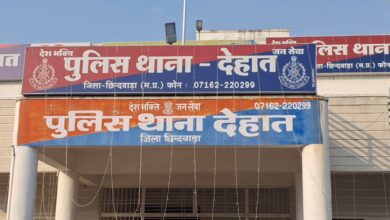 देश भक्ति जन सेवा
पुलिस थाना - देहात
जिला-छिन्दवाड़ा (म.प्र.) फोन : 07162-220299
पुलिस थाना
देश भक्ति जन सेवा 07162-220299
पुलिस थाना देहात
जिला छिन्दवाड़ा